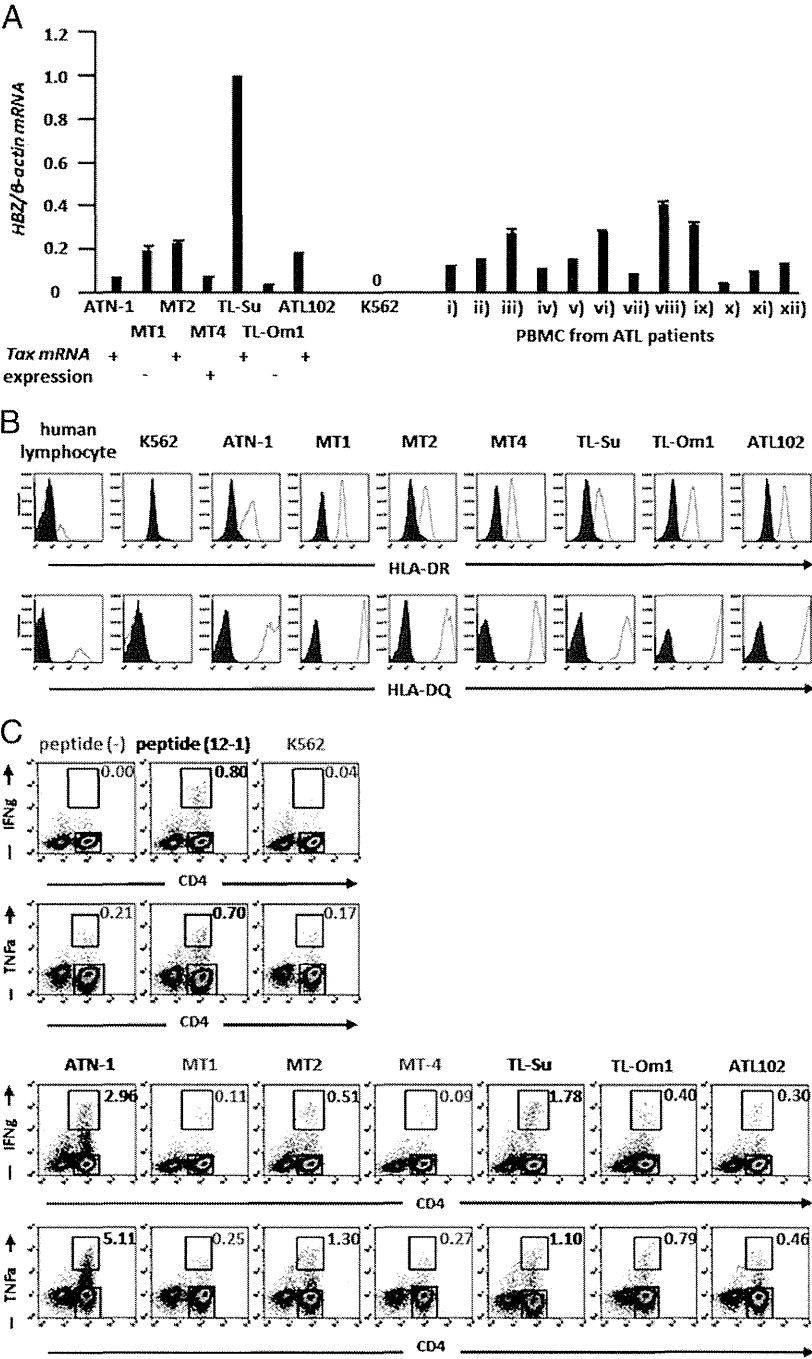 A
HBZ/β-actin mRNA
1.2
1.0
0.8
0.6
0.4
0.2
0
0
ATN-1 MT2 TL-Su ATL102 K562 i) ii) iii) iv) v) vi) vii) viii) ix) x) xi) xii)
MT1 MT4 TL-Om1 PBMC from ATL patients
Tax mRNA + + + +
expression - + -
B
human lymphocyte K562 ATN-1 MT1 MT2 MT4 TL-Su TL-Om1 ATL102
HLA-DR
HLA-DQ
C
peptide (-) peptide (12-1) K562
IFNg
0.00 0.80 0.04
CD4
TNFa
0.21 0.70 0.17
CD4
ATN-1 MT1 MT2 MT-4 TL-Su TL-Om1 ATL102
IFNg
2.96 0.11 0.51 0.09 1.78 0.40 0.30
CD4
TNFa
5.11 0.25 1.30 0.27 1.10 0.79 0.46
CD4